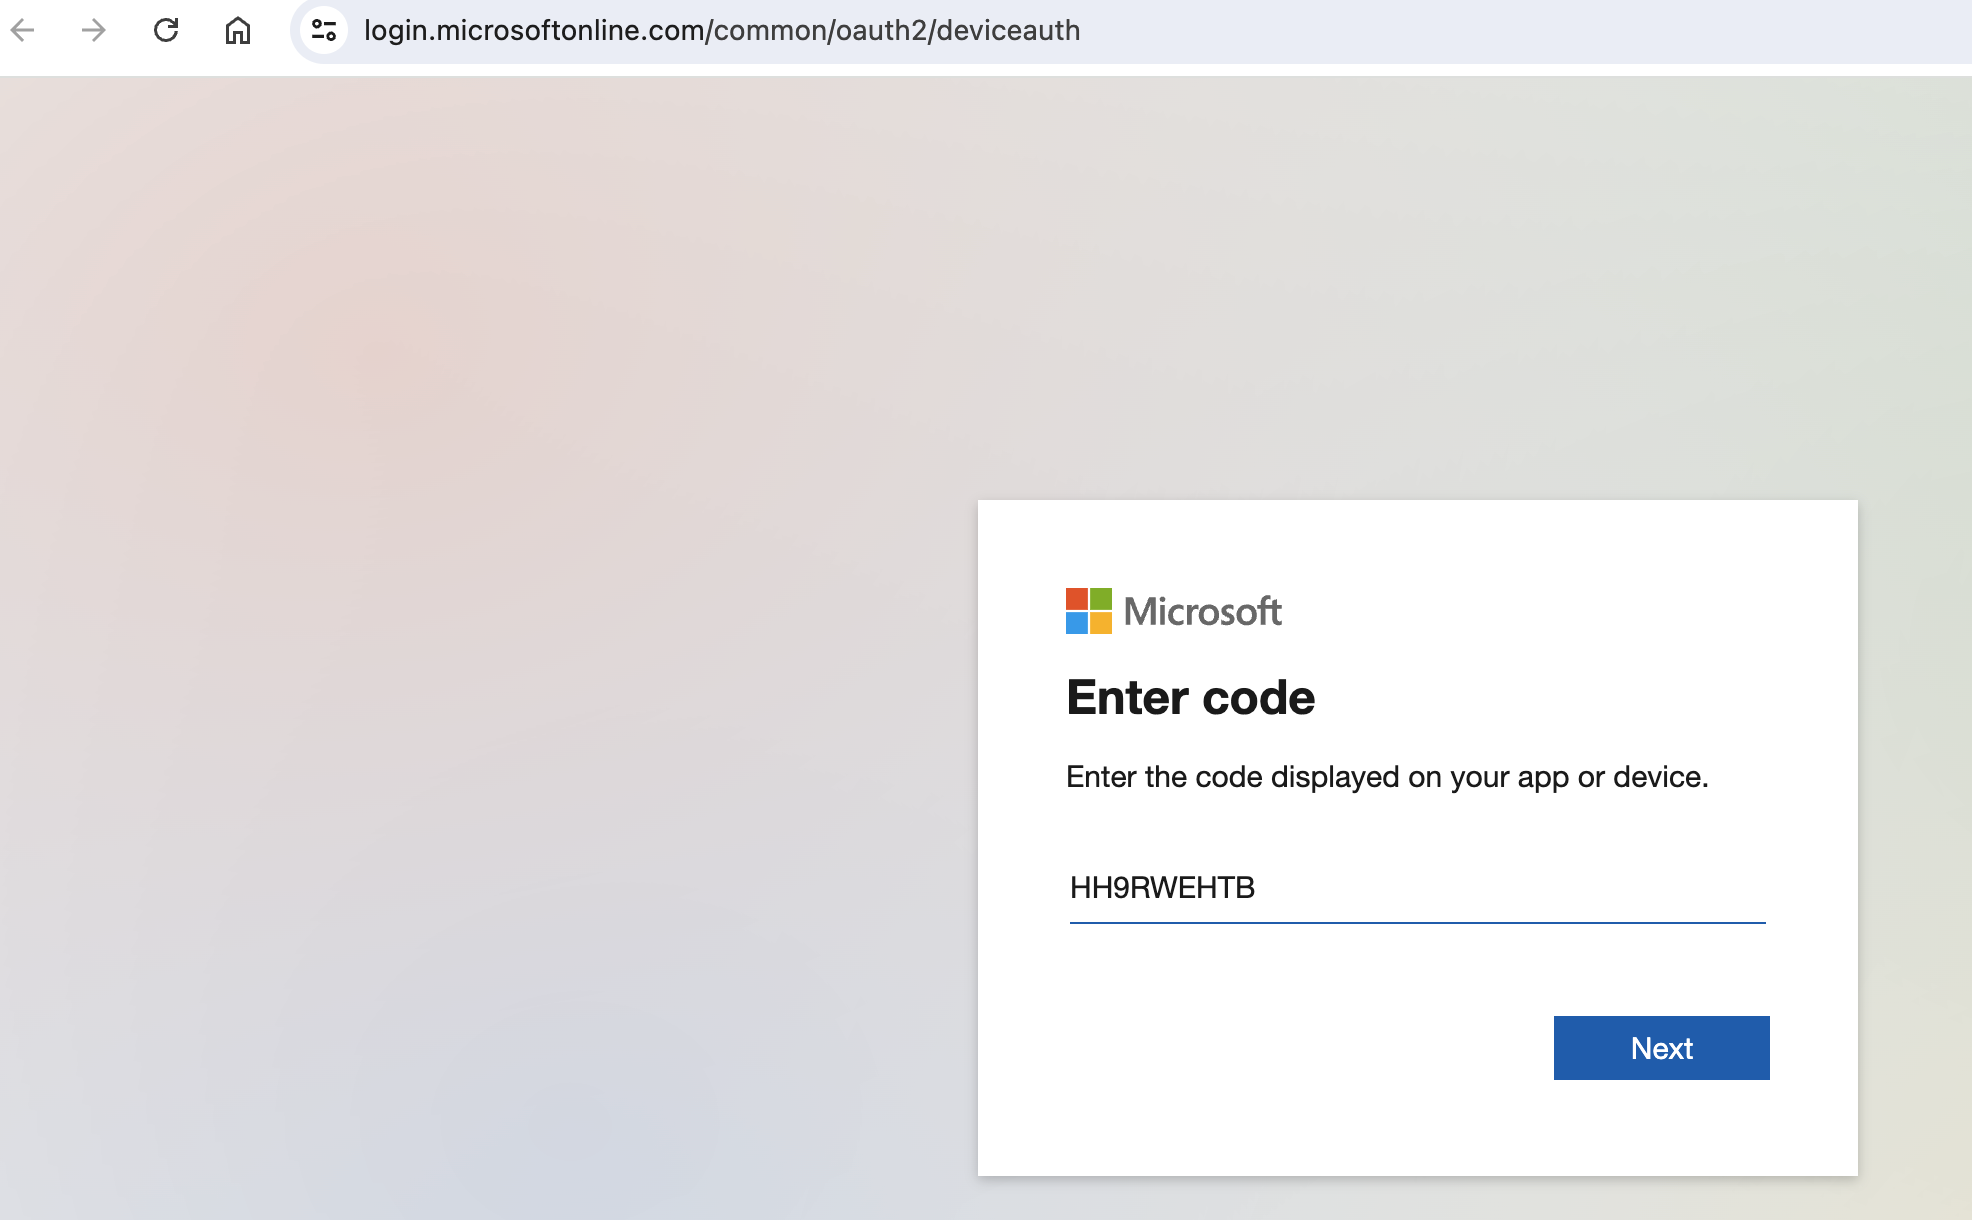 login.microsoftonline.com/common/oauth2/deviceauth
Microsoft
Enter code
Enter the code displayed on your app or device.
HH9RWEHTB
Next